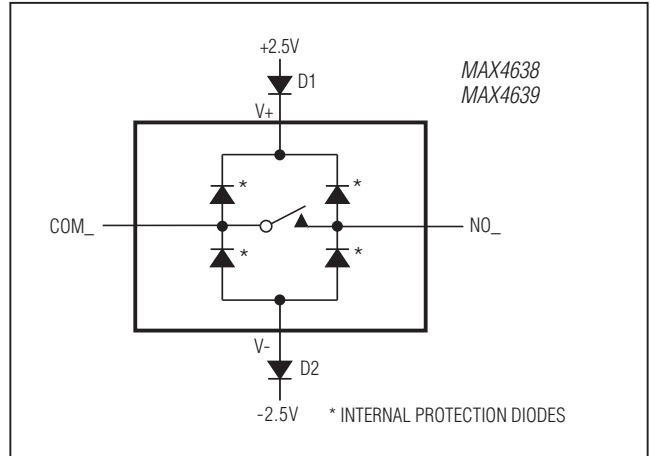 +2.5V
MAX4638
MAX4639
D1
V+
*
*
COM_
NO_
*
*
V-
D2
-2.5V
* INTERNAL PROTECTION DIODES